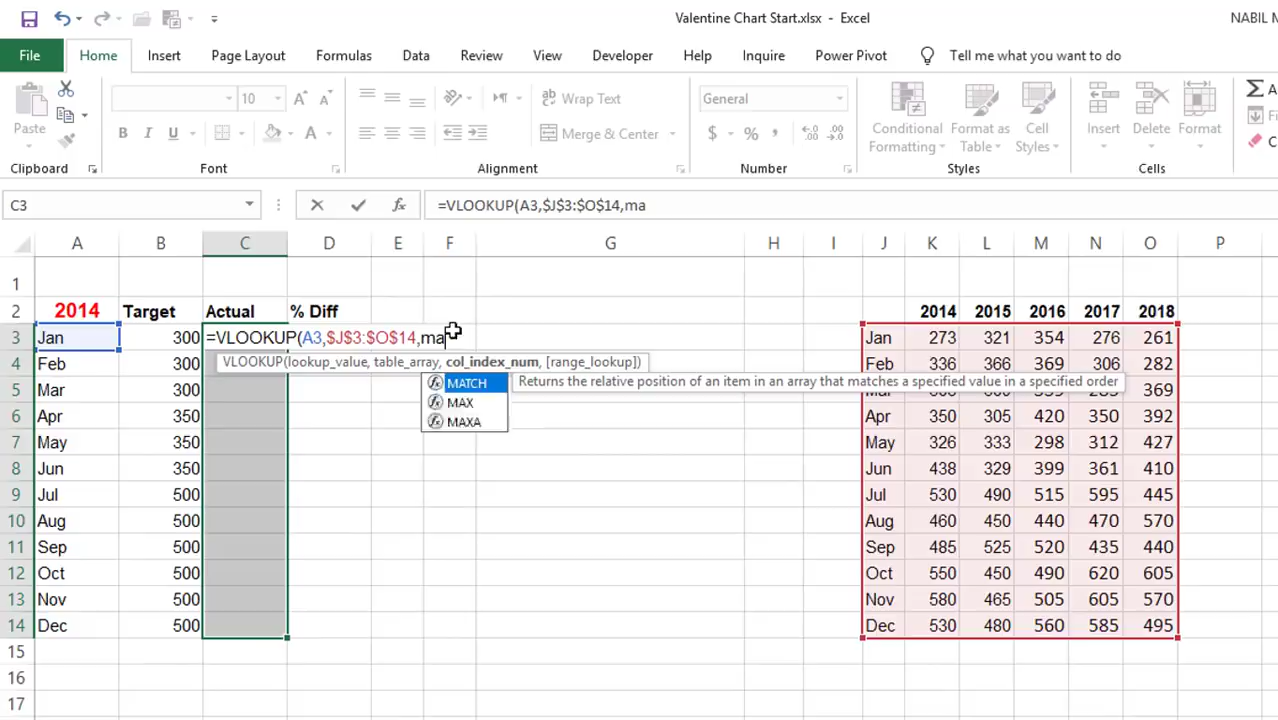 Valentine Chart Start.xlsx - Excel
NABIL M
File Home Insert Page Layout Formulas Data Review View Developer Help Inquire Power Pivot Tell me what you want to do
Paste
Clipboard
10 A A
B I U A
Font
ab Wrap Text
Merge & Center
Alignment
General
$ % ,
Number
Conditional Formatting
Format as Table
Cell Styles
Styles
Insert Delete Format
Cells
Σ A
Fi
C
C3 fx =VLOOKUP(A3,$J$3:$O$14,ma
A B C D E F G H I J K L M N O P
1
2 2014 Target Actual % Diff 2014 2015 2016 2017 2018
3 Jan 300 =VLOOKUP(A3,$J$3:$O$14,ma Jan 273 321 354 276 261
VLOOKUP(lookup_value, table_array, col_index_num, [range_lookup])
4 Feb 300 Feb 336 366 369 306 282
MATCH Returns the relative position of an item in an array that matches a specified value in a specified order
MAX
MAXA
5 Mar 300 369
6 Apr 350 Apr 350 305 420 350 392
7 May 350 May 326 333 298 312 427
8 Jun 350 Jun 438 329 399 361 410
9 Jul 500 Jul 530 490 515 595 445
10 Aug 500 Aug 460 450 440 470 570
11 Sep 500 Sep 485 525 520 435 440
12 Oct 500 Oct 550 450 490 620 605
13 Nov 500 Nov 580 465 505 605 570
14 Dec 500 Dec 530 480 560 585 495
15
16
17